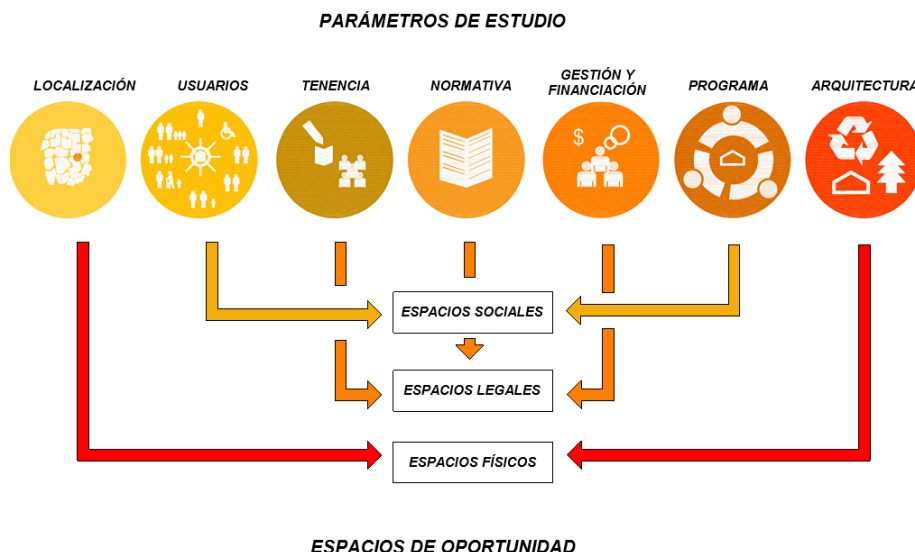 PARÁMETROS DE ESTUDIO
LOCALIZACIÓN
USUARIOS
TENENCIA
NORMATIVA
GESTIÓN Y
FINANCIACIÓN
PROGRAMA
ARQUITECTURA
$
ESPACIOS SOCIALES
ESPACIOS LEGALES
ESPACIOS FÍSICOS
ESPACIOS DE OPORTUNIDAD